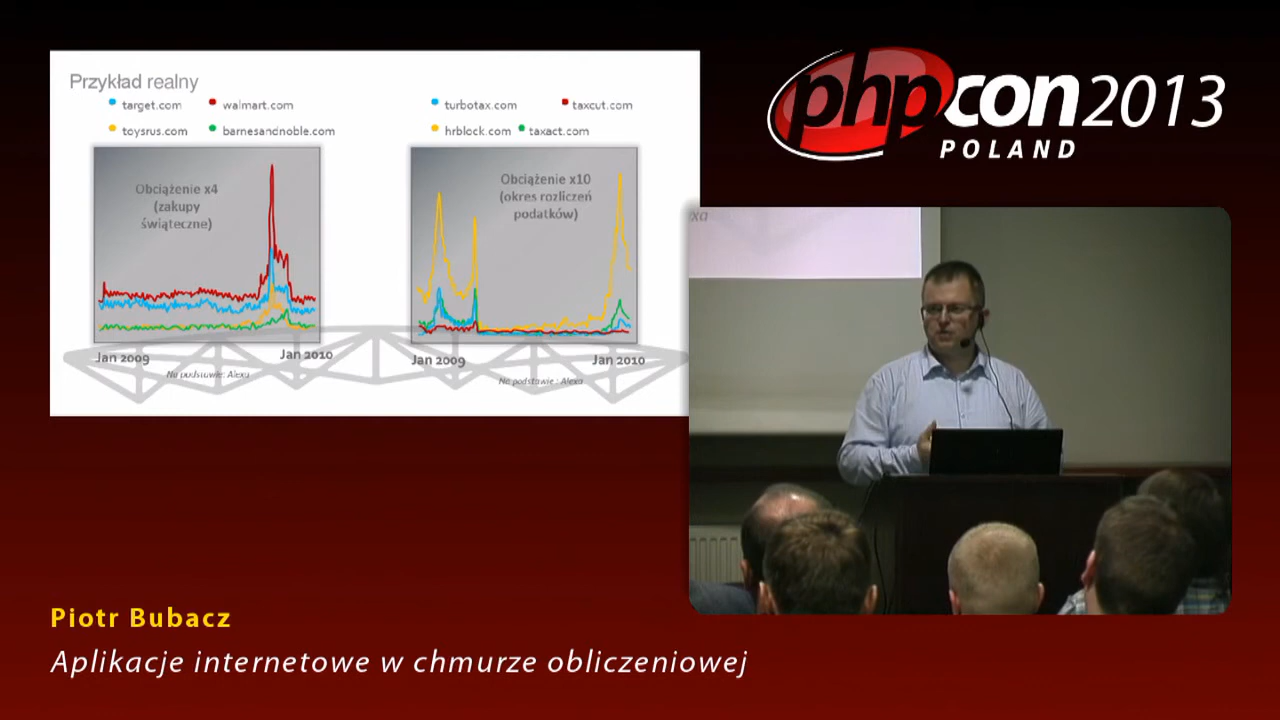 Przykład realny
target.com walmart.com
toysrus.com barnesandnoble.com
turbotax.com taxcut.com
hrblock.com taxact.com
Obciążenie x4
(zakupy
świąteczne)
Obciążenie x10
(okres rozliczeń
podatków)
Jan 2009 Jan 2010
Na podstawie: Alexa
Jan 2009 Jan 2010
Na podstawie : Alexa
phpcon2013
POLAND
xa
Piotr Bubacz
Aplikacje internetowe w chmurze obliczeniowej